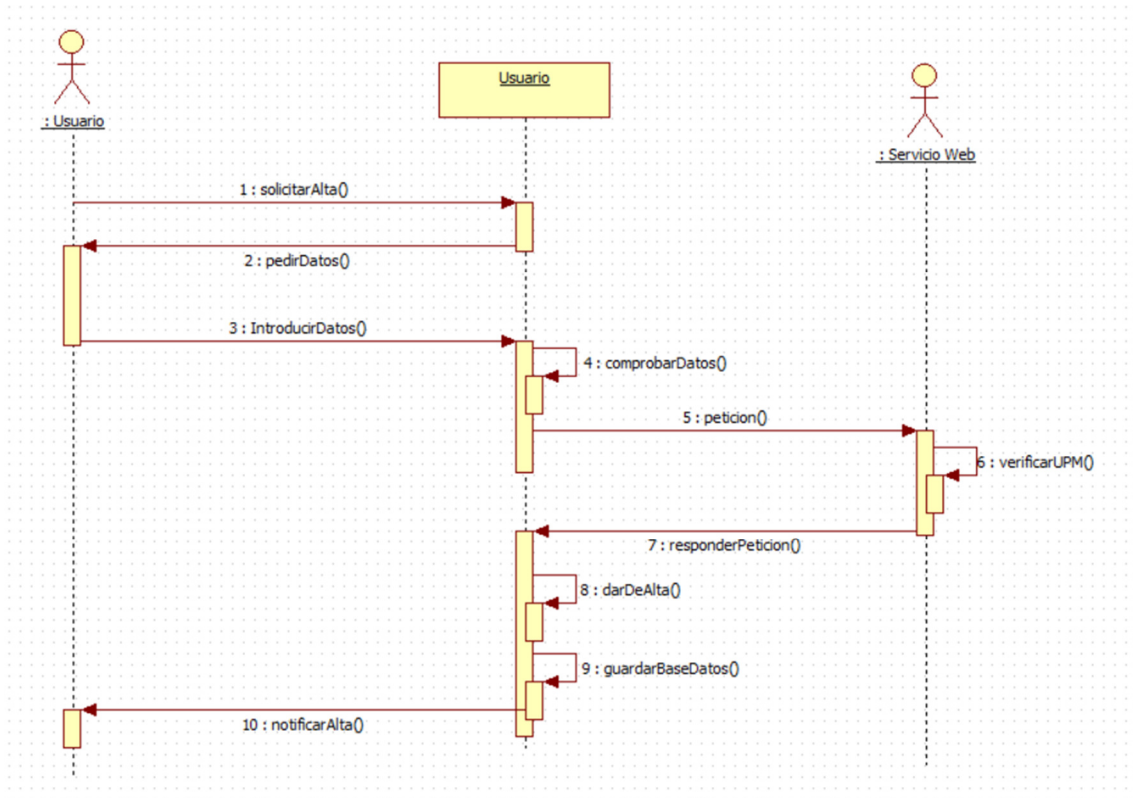 Usuario
: Usuario
: Servicio Web
1 : solicitarAlta()
2 : pedirDatos()
3 : IntroducirDatos()
4 : comprobarDatos()
5 : peticion()
6 : verificarUPM()
7 : responderPeticion()
8 : darDeAlta()
9 : guardarBaseDatos()
10 : notificarAlta()